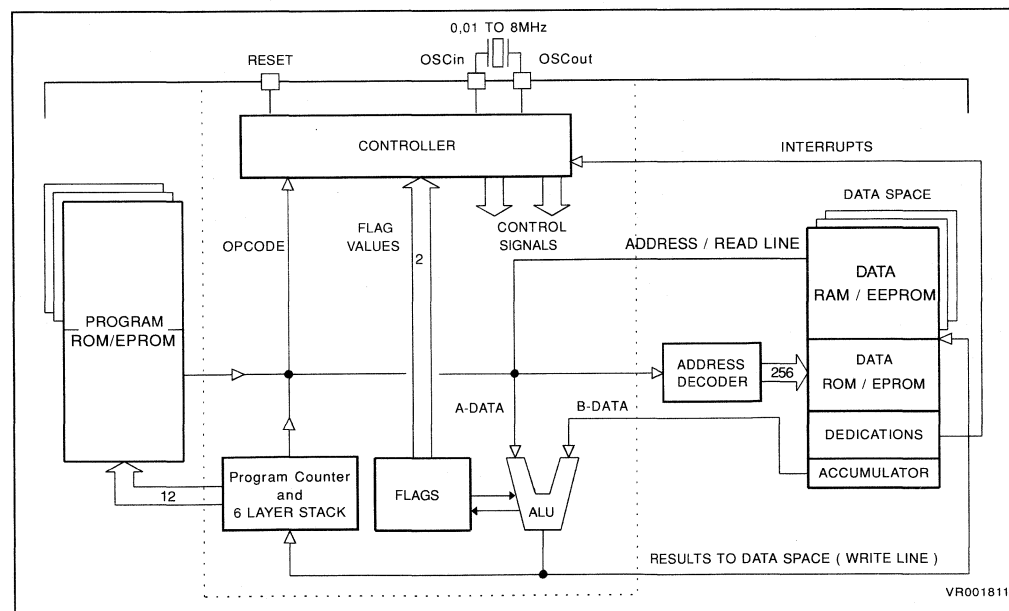 0,01 TO 8MHz
RESET
OSCin
OSCout
CONTROLLER
INTERRUPTS
OPCODE
FLAG
VALUES
2
CONTROL
SIGNALS
DATA SPACE
ADDRESS / READ LINE
DATA
RAM / EEPROM
PROGRAM
ROM/EPROM
ADDRESS
DECODER
256
DATA
ROM / EPROM
A-DATA
B-DATA
DEDICATIONS
ACCUMULATOR
12
Program Counter
and
6 LAYER STACK
FLAGS
ALU
RESULTS TO DATA SPACE ( WRITE LINE )
VR001811